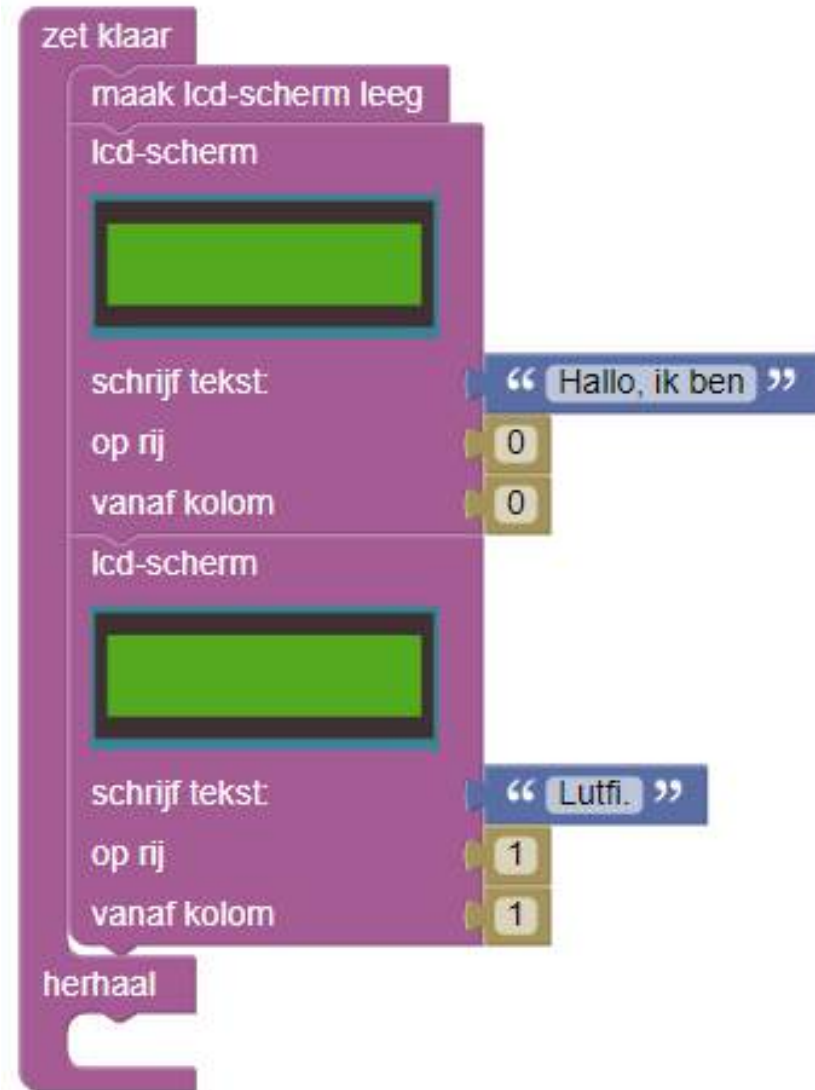 zet klaar
maak lcd-scherm leeg
lcd-scherm
schrijf tekst: “ Hallo, ik ben ”
op rij 0
vanaf kolom 0
lcd-scherm
schrijf tekst: “ Lutfi. ”
op rij 1
vanaf kolom 1
herhaal